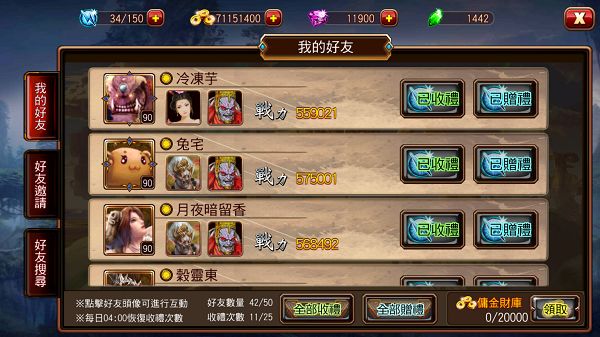 34/150
71151400
11900
1442
我的好友
我的好友
好友邀請
好友搜尋
冷凍芋
90
戰力 559021
已收禮
已贈禮
兔宅
90
戰力 575001
已收禮
已贈禮
月夜暗留香
90
戰力 563492
已收禮
已贈禮
穀靈東
※點擊好友頭像可進行互動
※每日04:00恢復收禮次數
好友數量 42/50
收禮次數 11/25
全部收禮
全部贈禮
傭金財庫
0/20000
領取